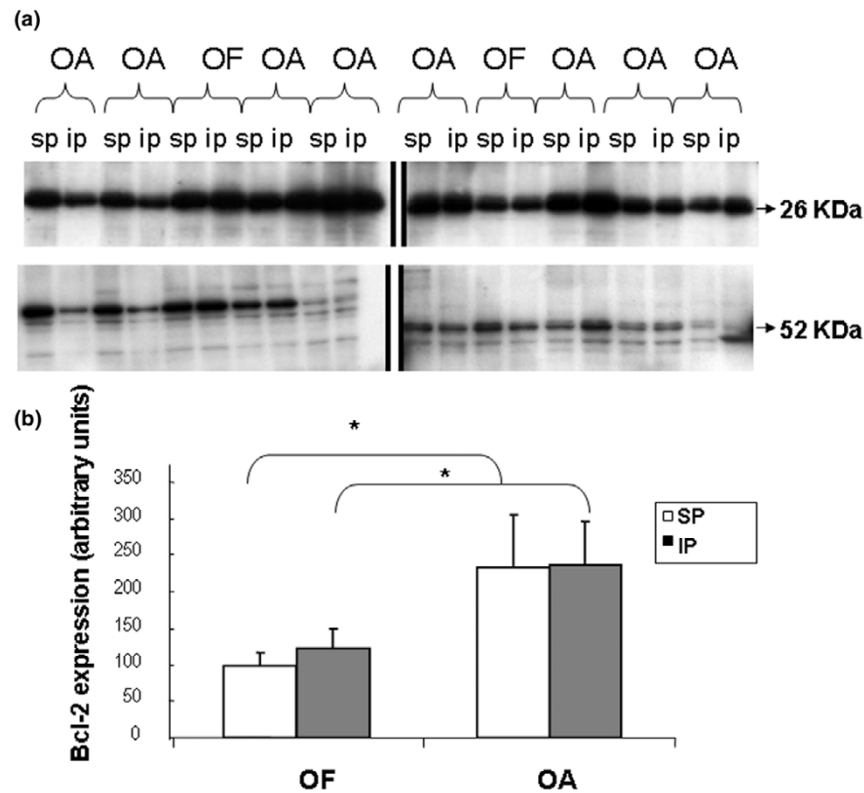 (a)
OA OA OF OA OA OA OF OA OA OA
sp ip sp ip sp ip sp ip sp ip sp ip sp ip sp ip sp ip sp ip
26 KDa
52 KDa
(b)
Bcl-2 expression (arbitrary units)
* *
350
300
250
200
150
100
50
0
SP
IP
OF OA